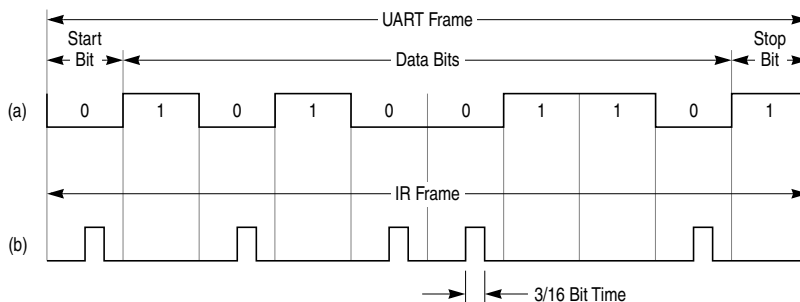 UART Frame
Start
Bit
Data Bits
Stop
Bit
(a)
0 1 0 1 0 0 1 1 0 1
IR Frame
(b)
3/16 Bit Time